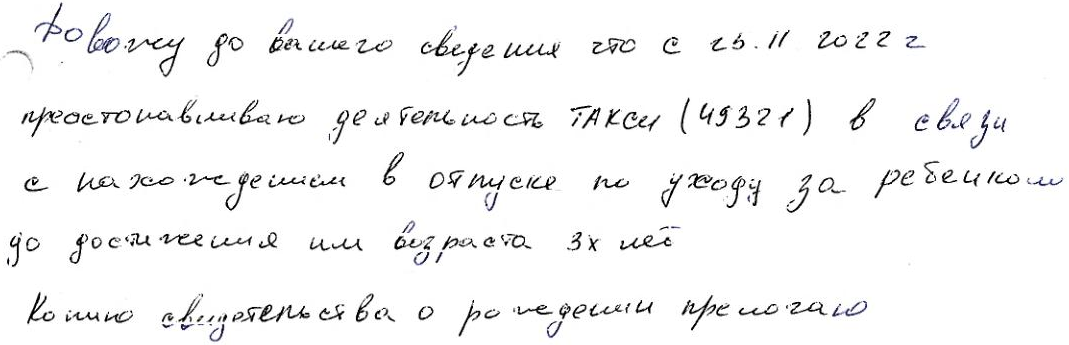 Довожу до вашего сведения что с 25.11 2022 г
преостонавливаю деятельность ТАКСИ (49321) в связи
с нахождением в отпуске по уходу за ребенком
до достижения им возраста 3х лет
Копию свидетельства о рождении прелогаю